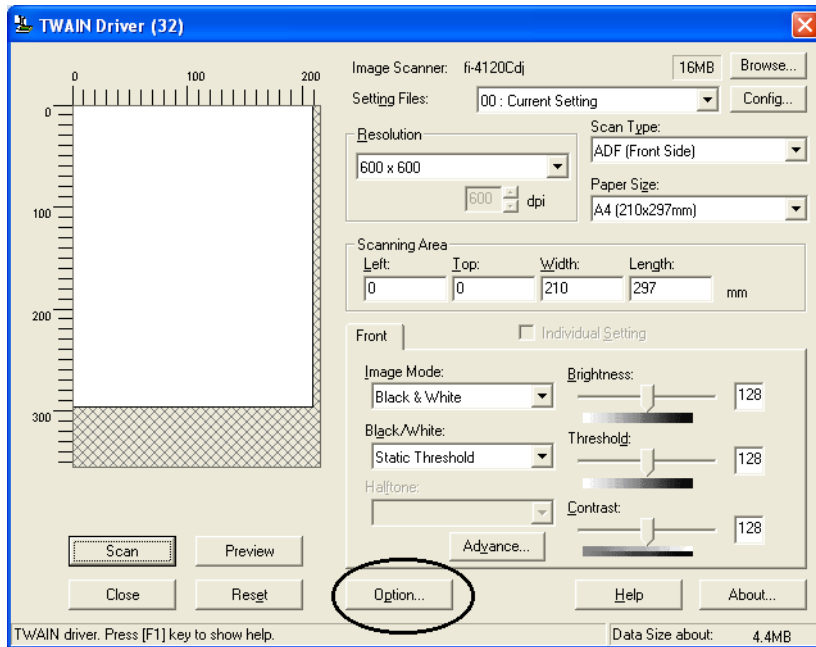 TWAIN Driver (32)
0 100 200
0
100
200
300
Image Scanner: fi-4120Cdj 16MB Browse...
Setting Files: 00 : Current Setting Config...
Resolution
600 x 600
600 dpi
Scan Type:
ADF (Front Side)
Paper Size:
A4 (210x297mm)
Scanning Area
Left: Top: Width: Length:
0 0 210 297 mm
Front Individual Setting
Image Mode:
Black & White
Black/White:
Static Threshold
Halftone:
Advance...
Brightness:
128
Threshold:
128
Contrast:
128
Scan Preview
Close Reset Option... Help About...
TWAIN driver. Press [F1] key to show help. Data Size about: 4.4MB